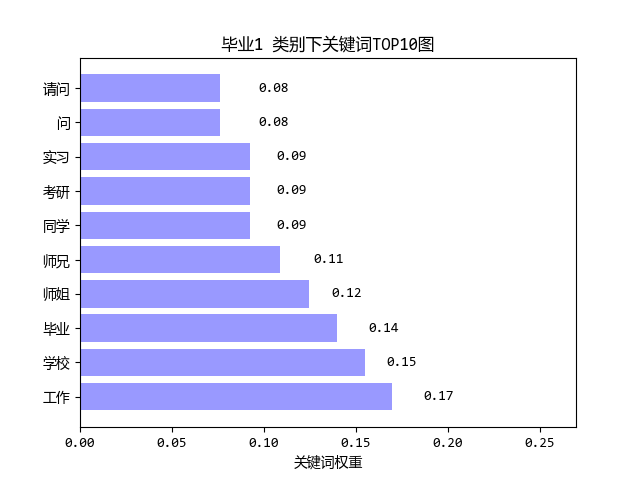 毕业1 类别下关键词TOP10图
请问 0.08
问 0.08
实习 0.09
考研 0.09
同学 0.09
师兄 0.11
师姐 0.12
毕业 0.14
学校 0.15
工作 0.17
0.00 0.05 0.10 0.15 0.20 0.25
关键词权重